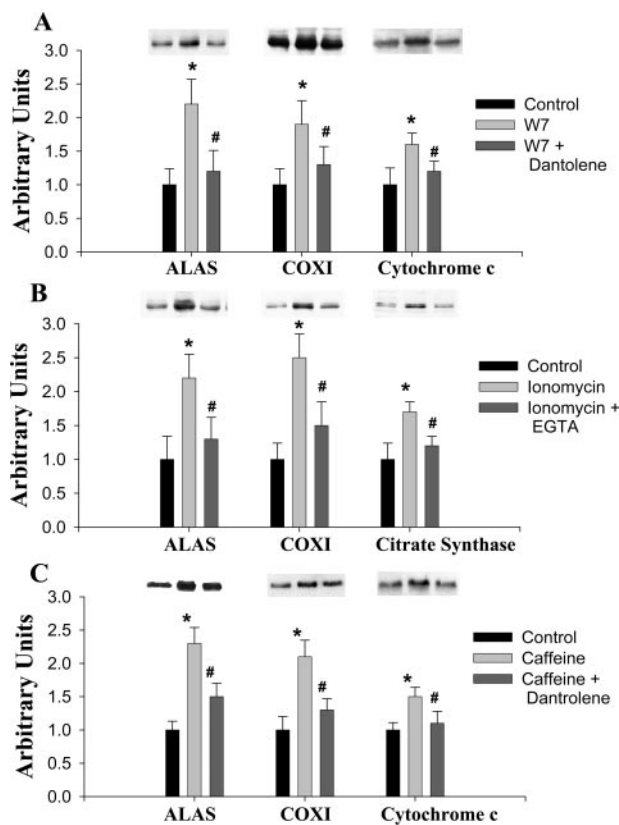 A
3.0
2.5
2.0
1.5
1.0
0.5
0.0
Arbitrary Units
* # * # * #
ALAS COXI Cytochrome c
Control
W7
W7 +
Dantolene
B
3.0
2.5
2.0
1.5
1.0
0.5
0.0
Arbitrary Units
* # * # * #
ALAS COXI Citrate Synthase
Control
Ionomycin
Ionomycin +
EGTA
C
3.0
2.5
2.0
1.5
1.0
0.5
0.0
Arbitrary Units
* # * # * #
ALAS COXI Cytochrome c
Control
Caffeine
Caffeine +
Dantrolene